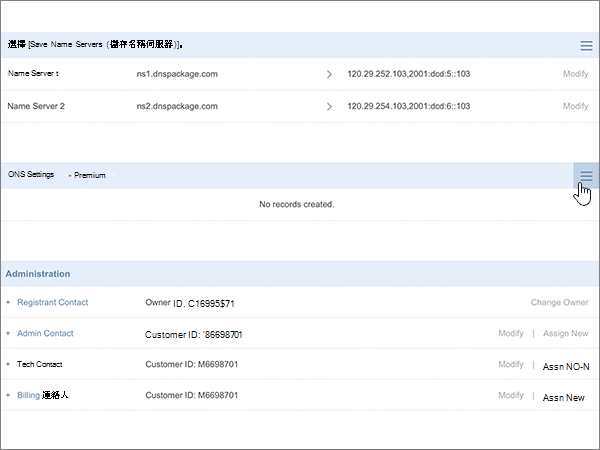 選擇 [Save Name Servers (儲存名稱伺服器)]。
Name Server t ns1.dnspackage.com 120.29.252.103,2001:dcd:5::103 Modify
Name Server 2 ns2.dnspackage.com 120.29.254.103,2001:dcd:6::103 Modify
ONS Settings - Premium
No records created.
Administration
Registrant Contact Owner ID. C16995$71 Change Owner
Admin Contact Customer ID: '86698701 Modify | Assign New
Tech Contact Customer ID: M6698701 Modify | Assn NO-N
Billing 連絡人 Customer ID: M6698701 Modify | Assn New